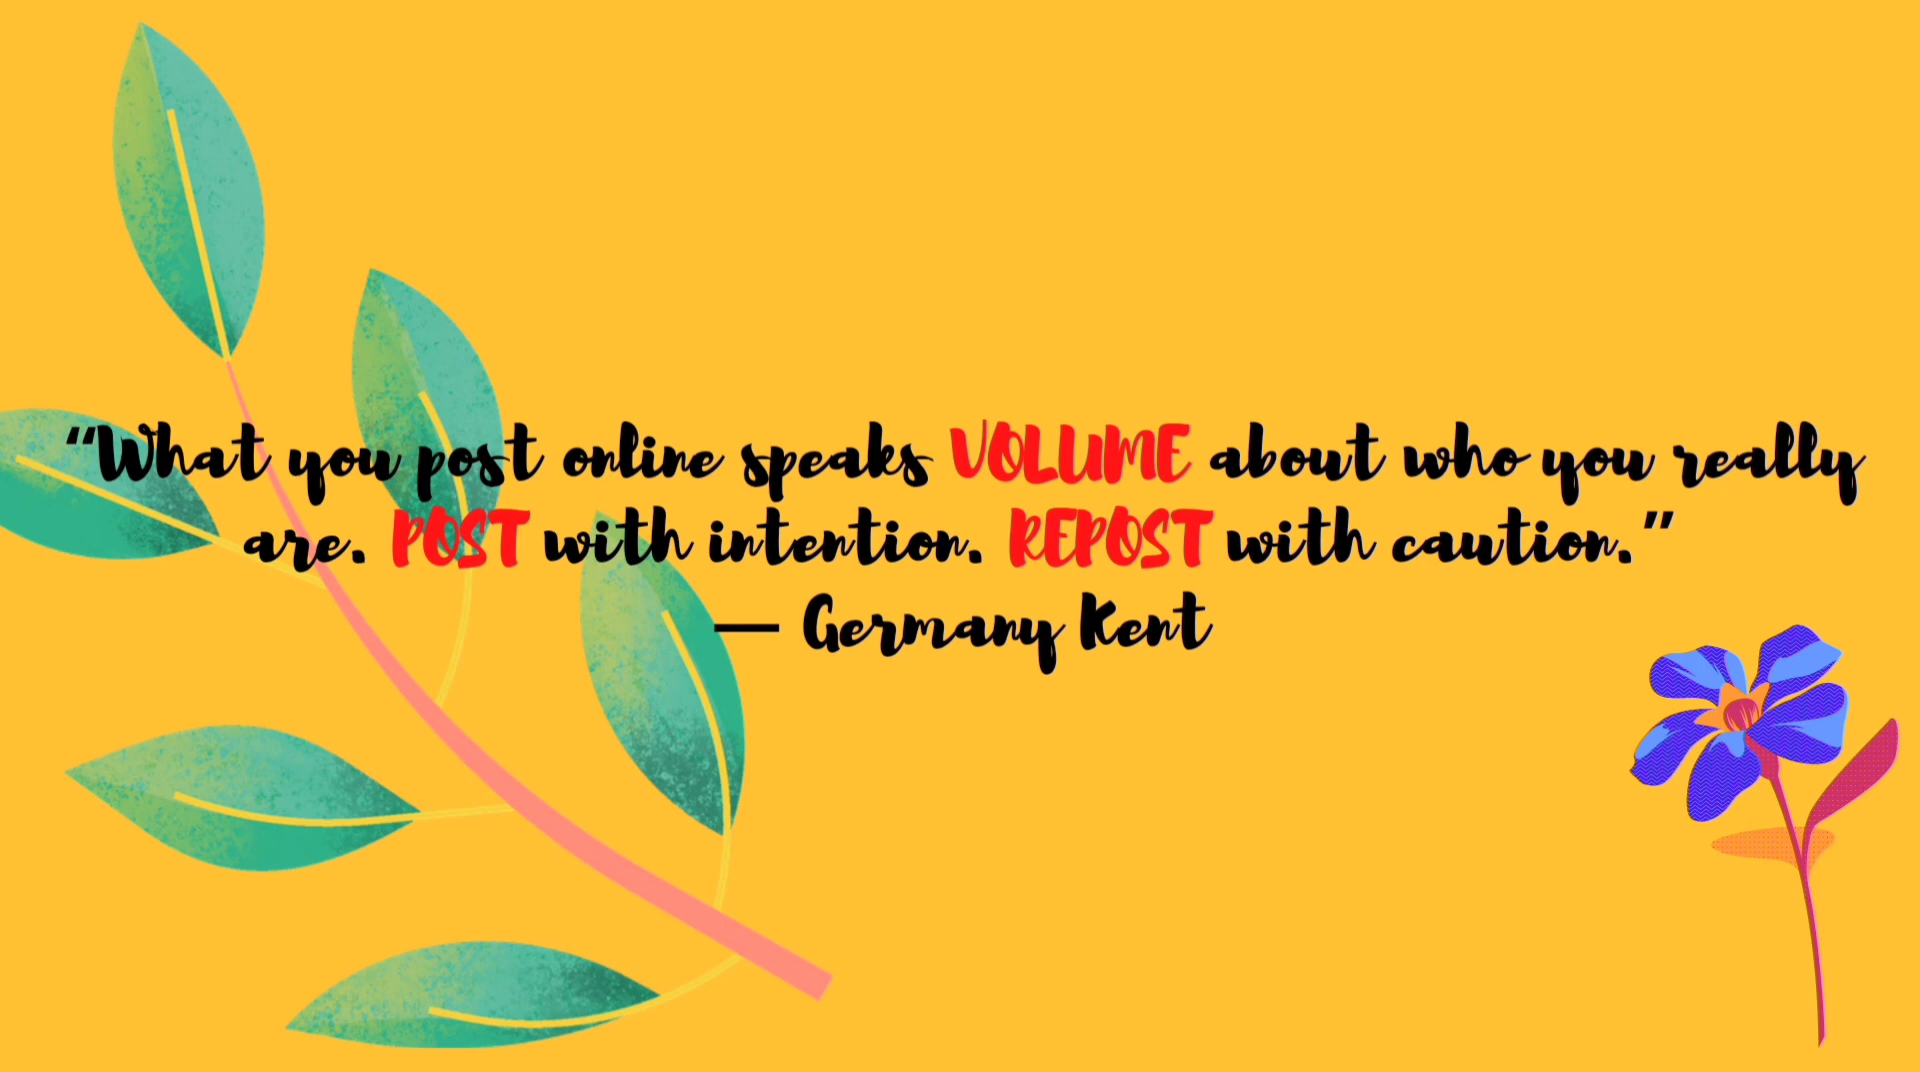 “What you post online speaks VOLUME about who you really
are. POST with intention. REPOST with caution.”
— Germany Kent